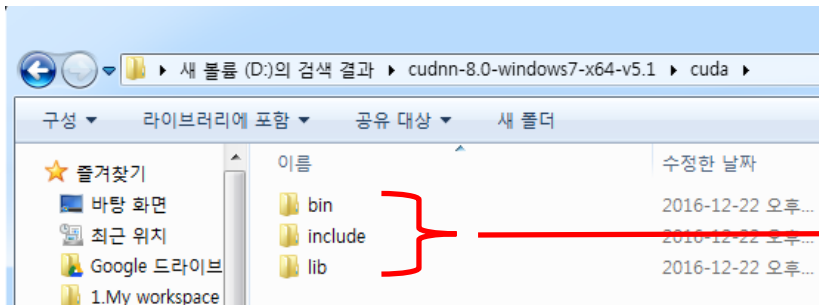 새 볼륨 (D:)의 검색 결과 ▸ cudnn-8.0-windows7-x64-v5.1 ▸ cuda ▸
구성 ▼ 라이브러리에 포함 ▼ 공유 대상 ▼ 새 폴더
즐겨찾기 이름 수정한 날짜
바탕 화면 bin 2016-12-22 오후...
최근 위치 include 2016-12-22 오후...
Google 드라이브 lib 2016-12-22 오후...
1.My workspace